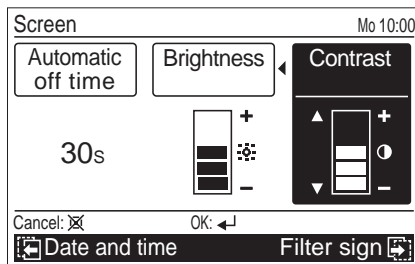 Screen Mo 10:00
Automatic off time Brightness Contrast
30s
Cancel: OK:
Date and time Filter sign